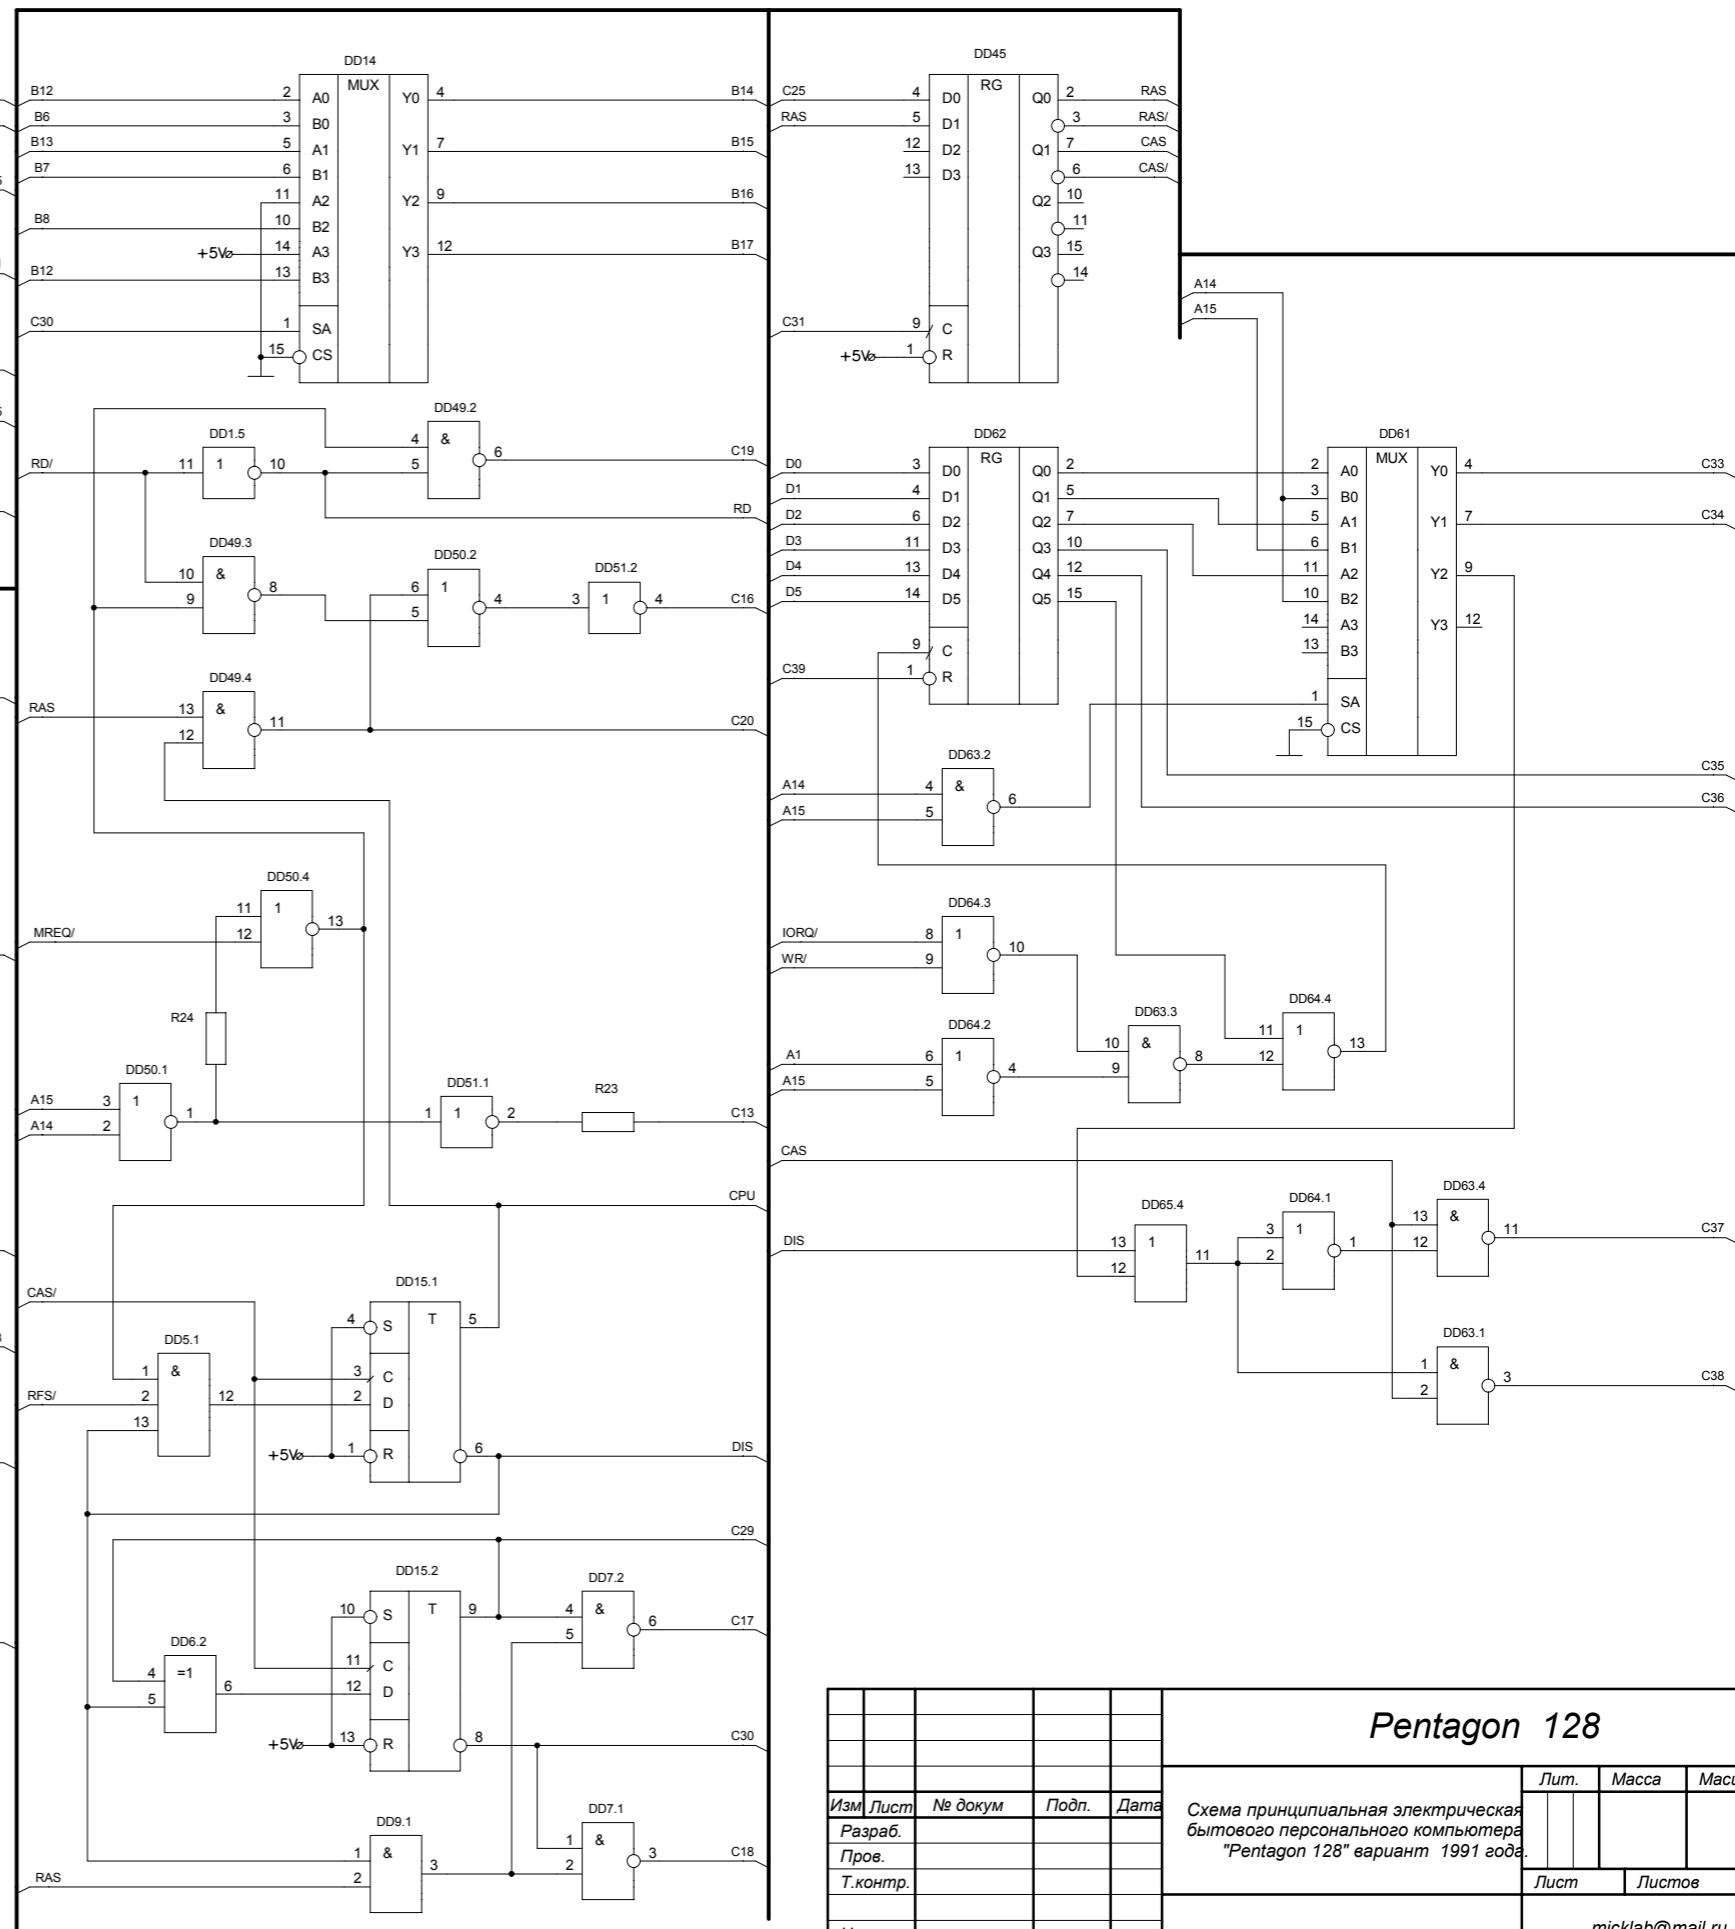 DD14
MUX
B12 2 A0 Y0 4 B14
B6 3 B0
B13 5 A1 Y1 7 B15
B7 6 B1
11 A2 Y2 9 B16
B8 10 B2
+5V 14 A3 Y3 12 B17
B12 13 B3
C30 1 SA
15 CS
DD49.2
4 &
5 6 C19
DD1.5
RD/ 11 1 10
RD
DD49.3
10 &
9 8
DD50.2
6 1
5 4
DD51.2
3 1 4 C16
DD49.4
RAS 13 &
12 11 C20
DD50.4
11 1
MREQ/ 12 13
R24
DD50.1
A15 3 1
A14 2 1
DD51.1
1 1 2
R23
C13
CPU
DD15.1
CAS/
4 S T 5
3 C
2 D
+5V 1 R 6 DIS
DD5.1
1 &
RFS/ 2 12
13
C29
DD15.2
10 S T 9
11 C
12 D
+5V 13 R 8 C30
DD7.2
4 &
5 6 C17
DD6.2
4 =1
5 6
DD9.1
1 &
RAS 2 3
DD7.1
1 &
2 3 C18
DD45
RG
C25 4 D0 Q0 2 RAS
RAS 5 D1 3 RAS/
12 D2 Q1 7 CAS
13 D3 6 CAS/
Q2 10
11
Q3 15
14
C31 9 C
+5V 1 R
A14
A15
DD62
RG
D0 3 D0 Q0 2
D1 4 D1 Q1 5
D2 6 D2 Q2 7
D3 11 D3 Q3 10
D4 13 D4 Q4 12
D5 14 D5 Q5 15
9 C
C39 1 R
DD61
MUX
2 A0 Y0 4 C33
3 B0
5 A1 Y1 7 C34
6 B1
11 A2 Y2 9
10 B2
14 A3 Y3 12
13 B3
1 SA
15 CS
C35
C36
DD63.2
A14 4 &
A15 5 6
DD64.3
IORQ/ 8 1
WR/ 9 10
DD64.2
A1 6 1
A15 5 4
DD63.3
10 &
9 8
DD64.4
11 1
12 13
CAS
DD65.4
DIS 13 1
12 11
DD64.1
3 1
2 1
DD63.4
13 &
12 11 C37
DD63.1
1 &
2 3 C38
Pentagon 128
Лит. Масса
Изм Лист № докум Подп. Дата
Схема принципиальная электрическая
бытового персонального компьютера
"Pentagon 128" вариант 1991 года.
Разраб.
Пров.
Т.контр.
Лист Листов
micklab@mail.ru